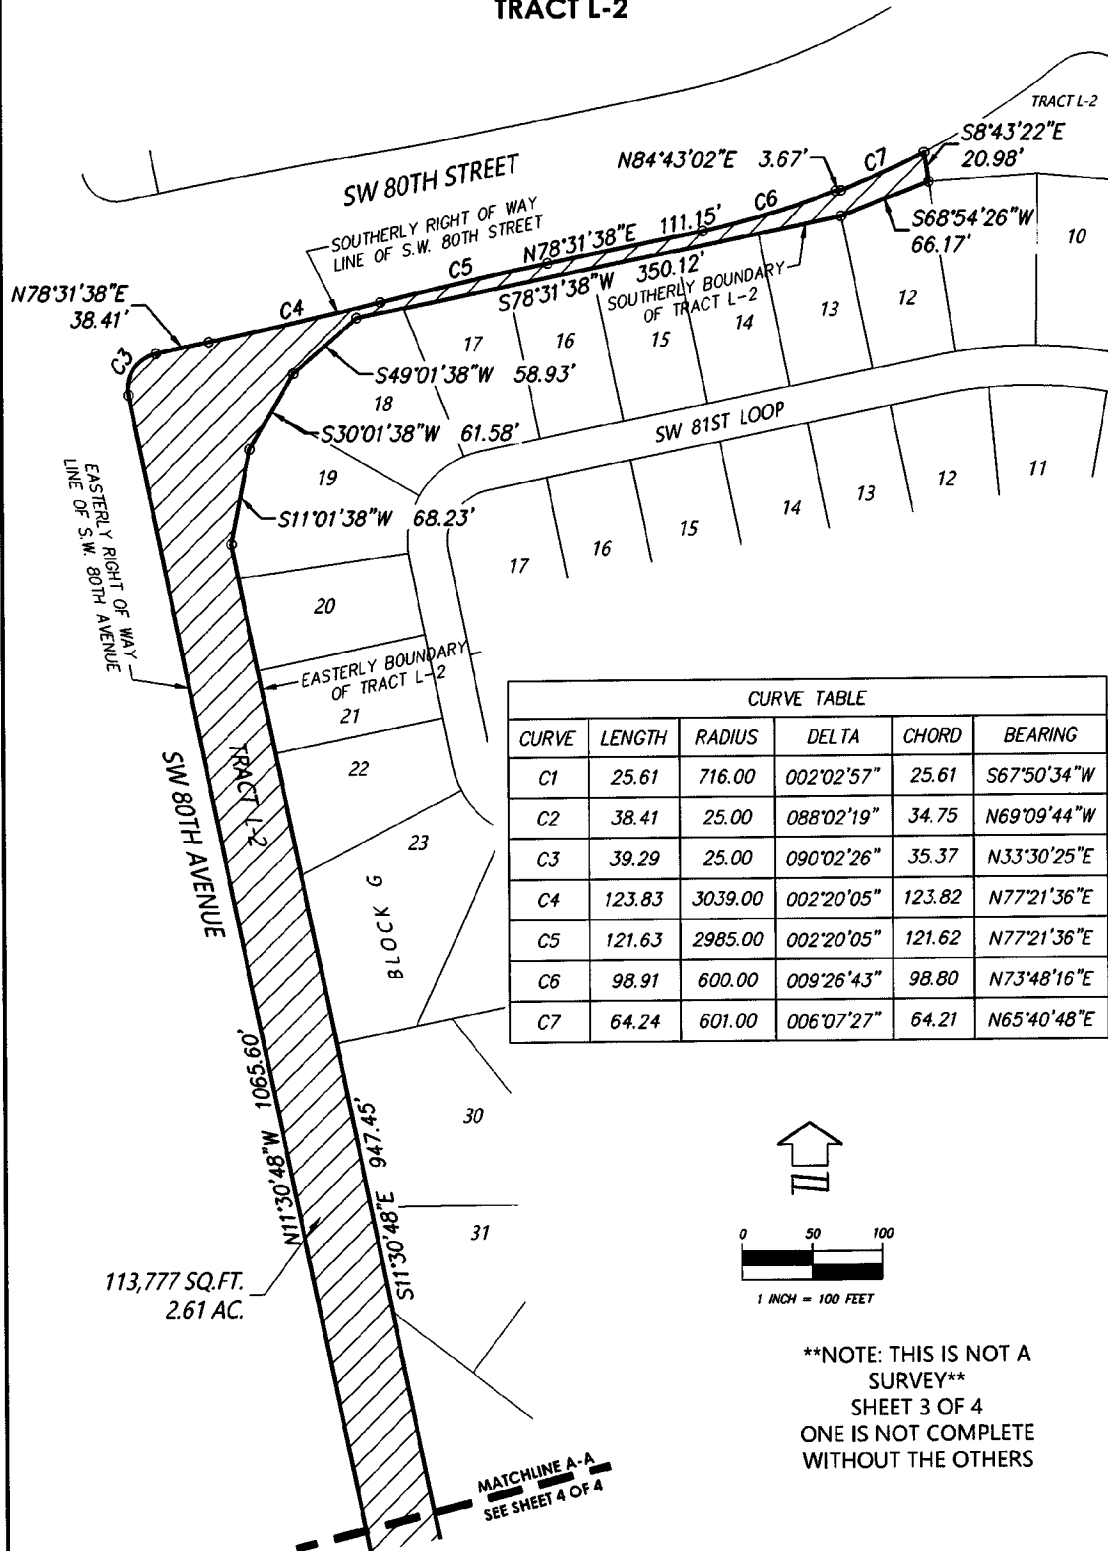 TRACT L-2
TRACT L-2
S8°43'22"E
20.98'
N84°43'02"E 3.67'
C7
SW 80TH STREET
C6
SOUTHERLY RIGHT OF WAY
LINE OF S.W. 80TH STREET
S68°54'26"W
66.17'
10
N78°31'38"E 111.15'
C5
S78°31'38"W 350.12'
SOUTHERLY BOUNDARY
OF TRACT L-2
N78°31'38"E
38.41'
C4
C3
17
16
15
14
13
12
S49°01'38"W 58.93'
18
S30°01'38"W 61.58'
SW 81ST LOOP
19
S11°01'38"W 68.23'
17
16
15
14
13
12
11
EASTERLY RIGHT OF WAY
LINE OF S.W. 80TH AVENUE
20
EASTERLY BOUNDARY
OF TRACT L-2
21
22
23
SW 80TH AVENUE
TRACT L-2
BLOCK G
CURVE TABLE
CURVE LENGTH RADIUS DELTA CHORD BEARING
C1 25.61 716.00 002°02'57" 25.61 S67°50'34"W
C2 38.41 25.00 088°02'19" 34.75 N69°09'44"W
C3 39.29 25.00 090°02'26" 35.37 N33°30'25"E
C4 123.83 3039.00 002°20'05" 123.82 N77°21'36"E
C5 121.63 2985.00 002°20'05" 121.62 N77°21'36"E
C6 98.91 600.00 009°26'43" 98.80 N73°48'16"E
C7 64.24 601.00 006°07'27" 64.21 N65°40'48"E
N11°30'48"W 1065.60'
S11°30'48"E 947.45'
30
31
113,777 SQ.FT.
2.61 AC.
N
0 50 100
1 INCH = 100 FEET
**NOTE: THIS IS NOT A
SURVEY**
SHEET 3 OF 4
ONE IS NOT COMPLETE
WITHOUT THE OTHERS
MATCHLINE A-A
SEE SHEET 4 OF 4